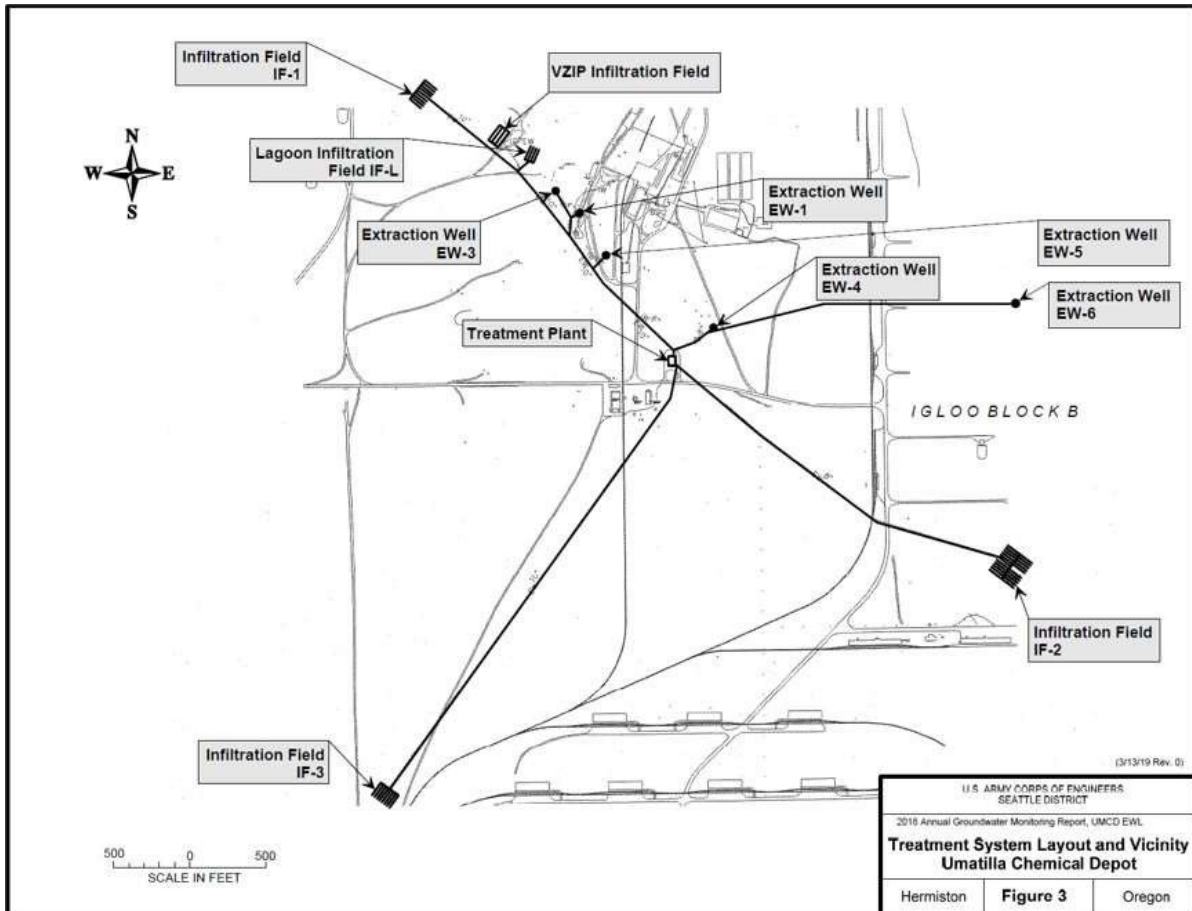 Infiltration Field
IF-1
VZIP Infiltration Field
N
W
E
S
Lagoon Infiltration
Field IF-L
Extraction Well
EW-1
Extraction Well
EW-3
Extraction Well
EW-5
Extraction Well
EW-4
Extraction Well
EW-6
Treatment Plant
IGLOO BLOCK B
Infiltration Field
IF-2
Infiltration Field
IF-3
(3/13/19 Rev. 0)
U.S. ARMY CORPS OF ENGINEERS
SEATTLE DISTRICT
2018 Annual Groundwater Monitoring Report, UMCD EWL
Treatment System Layout and Vicinity
Umatilla Chemical Depot
Hermiston
Figure 3
Oregon
500 0 500
SCALE IN FEET